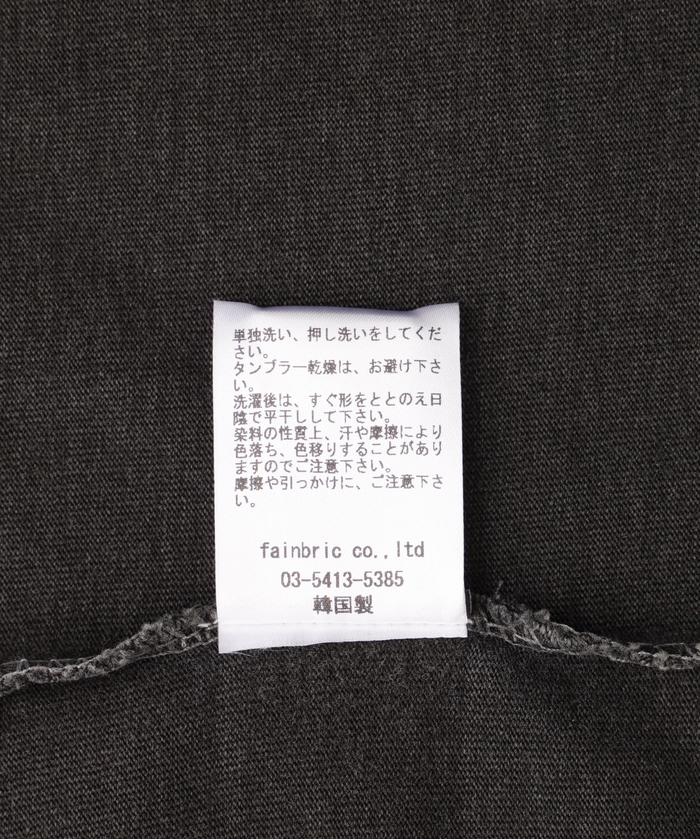 単独洗い、押し洗いをしてくだ
さい。
タンブラー乾燥は、お避け下さ
い。
洗濯後は、すぐ形をととのえ日
陰で平干しして下さい。
染料の性質上、汗や摩擦により
色落ち、色移りすることがあり
ますのでご注意下さい。
摩擦や引っかけに、ご注意下さ
い。
fainbric co.,ltd
03-5413-5385
韓国製